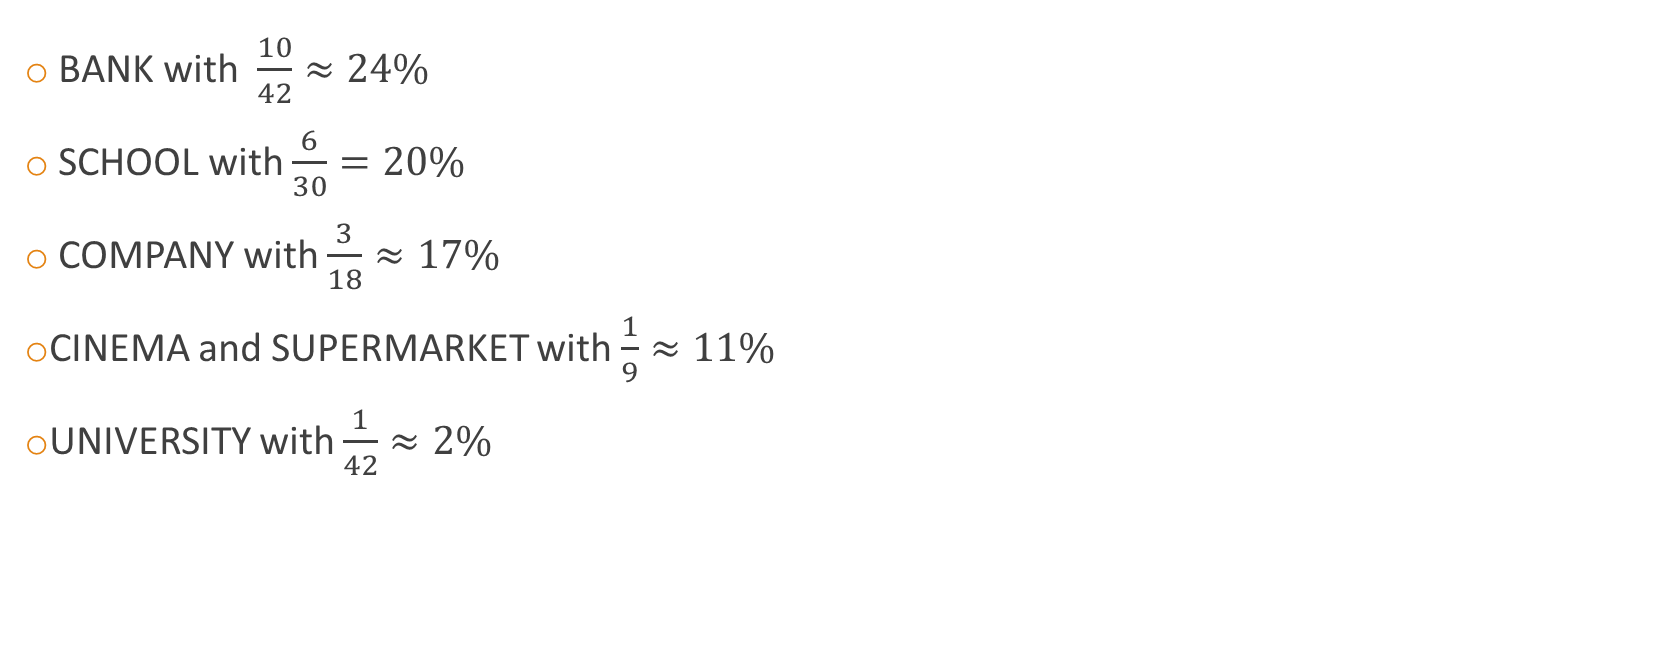 ○ BANK with 10/42 ≈ 24%
○ SCHOOL with 6/30 = 20%
○ COMPANY with 3/18 ≈ 17%
○CINEMA and SUPERMARKET with 1/9 ≈ 11%
○UNIVERSITY with 1/42 ≈ 2%